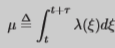 μ ≜ ∫_t^{t+τ} λ(ξ)dξ